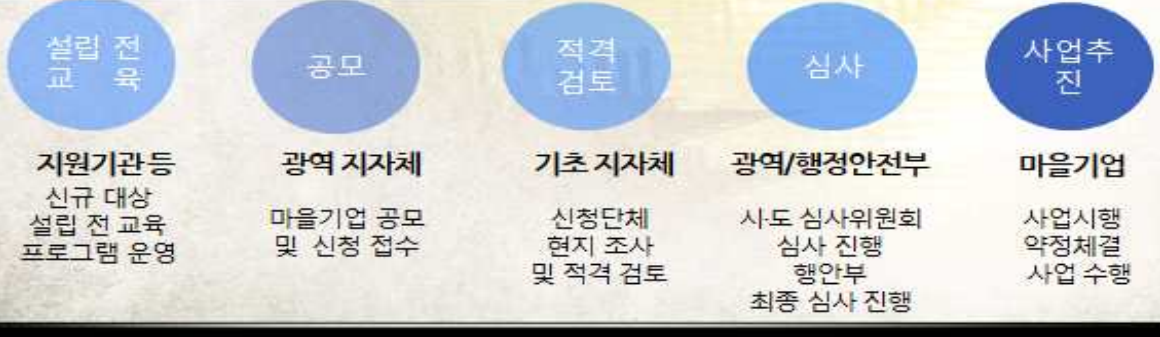 설립 전
교 육
공모
적격
검토
심사
사업추
진
지원기관 등
신규 대상
설립 전 교육
프로그램 운영
광역 지자체
마을기업 공모
및 신청 접수
기초 지자체
신청단체
현지 조사
및 적격 검토
광역/행정안전부
시·도 심사위원회
심사 진행
행안부
최종 심사 진행
마을기업
사업시행
약정체결
사업 수행